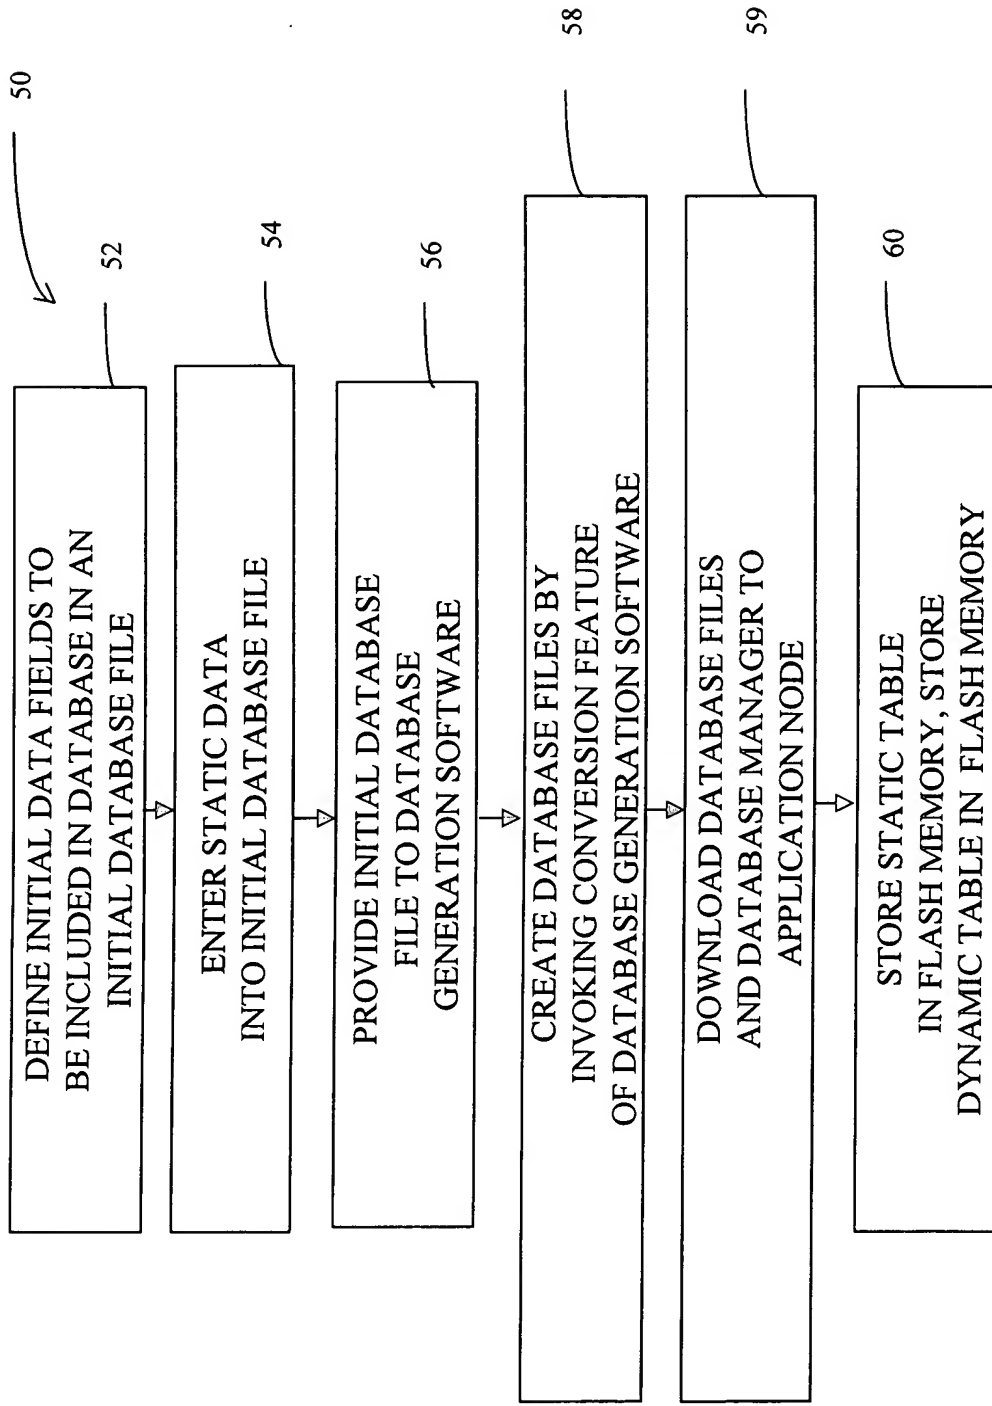 50
DEFINE INITIAL DATA FIELDS TO
BE INCLUDED IN DATABASE IN AN
INITIAL DATABASE FILE
52
ENTER STATIC DATA
INTO INITIAL DATABASE FILE
54
PROVIDE INITIAL DATABASE
FILE TO DATABASE
GENERATION SOFTWARE
56
CREATE DATABASE FILES BY
INVOKING CONVERSION FEATURE
OF DATABASE GENERATION SOFTWARE
58
DOWNLOAD DATABASE FILES
AND DATABASE MANAGER TO
APPLICATION NODE
59
STORE STATIC TABLE
IN FLASH MEMORY, STORE
DYNAMIC TABLE IN FLASH MEMORY
60